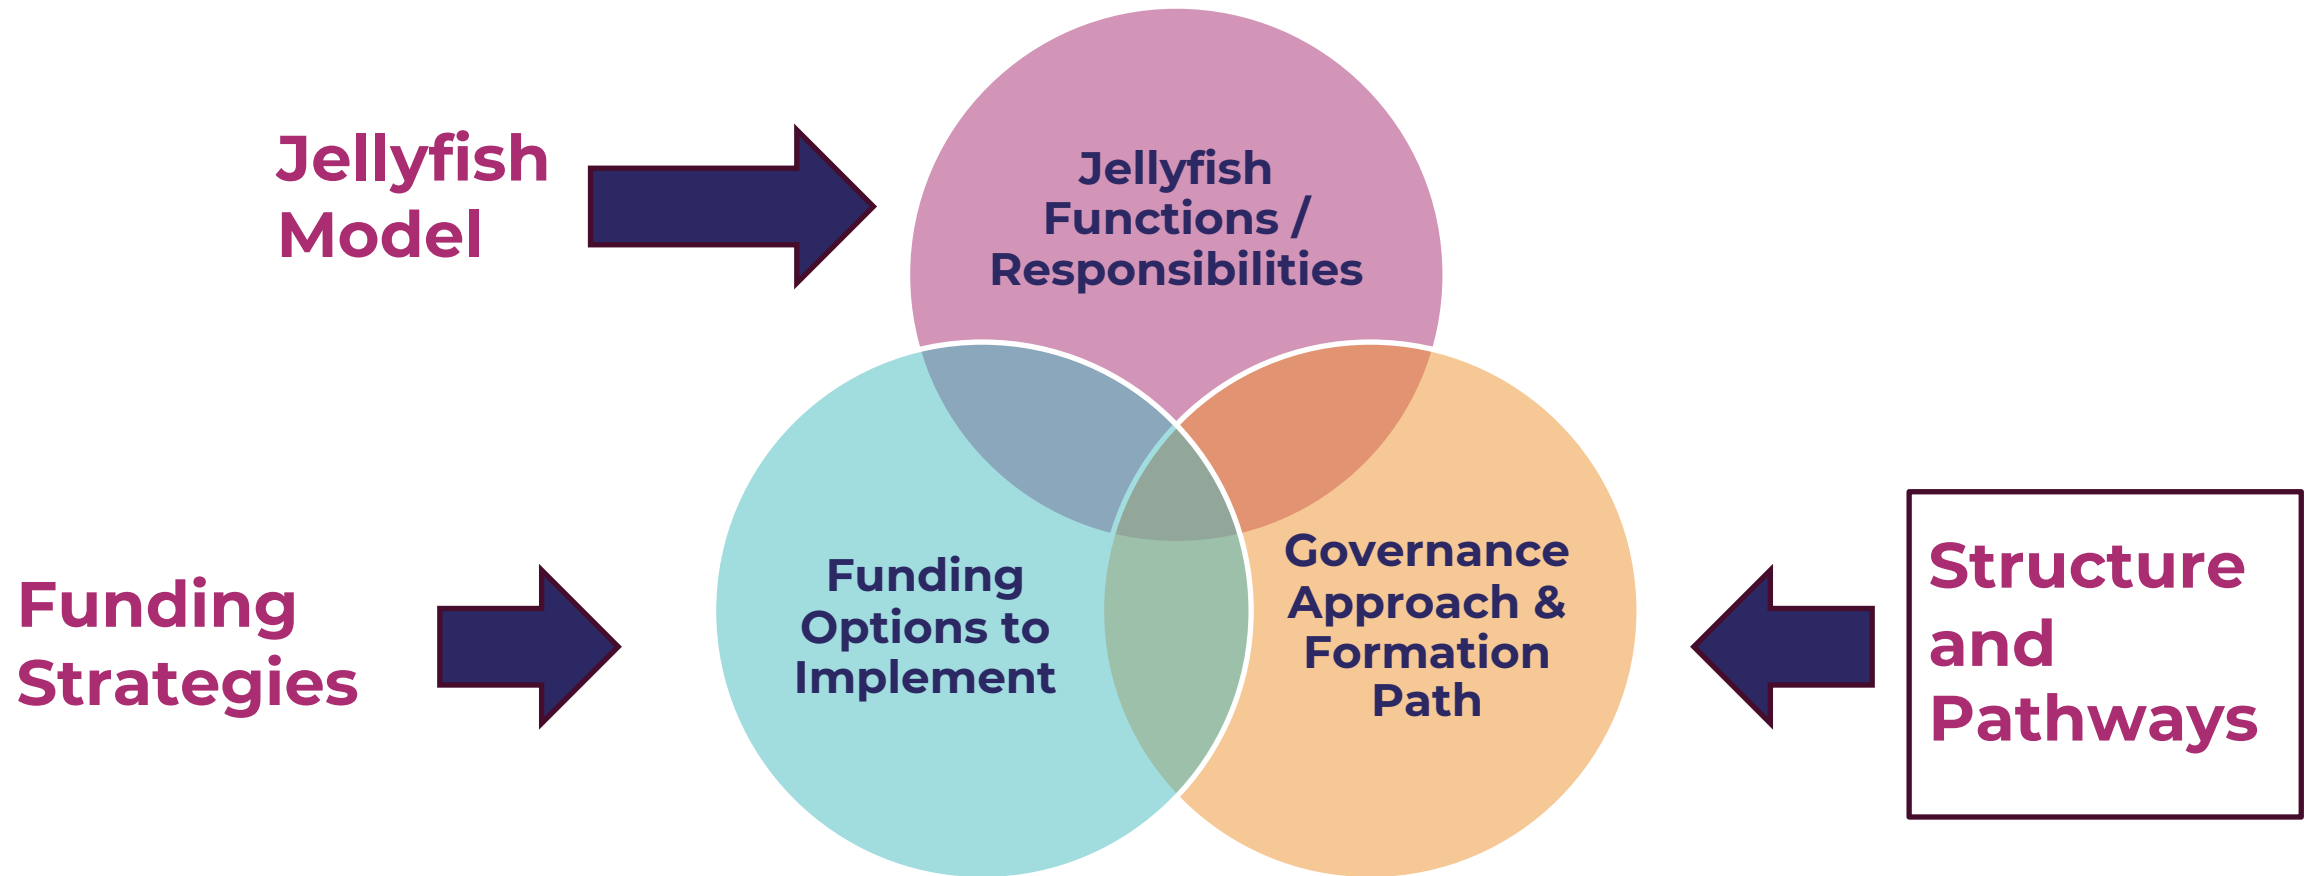 Jellyfish
Model
Jellyfish
Functions /
Responsibilities
Funding
Strategies
Funding
Options to
Implement
Governance
Approach &
Formation
Path
Structure
and
Pathways